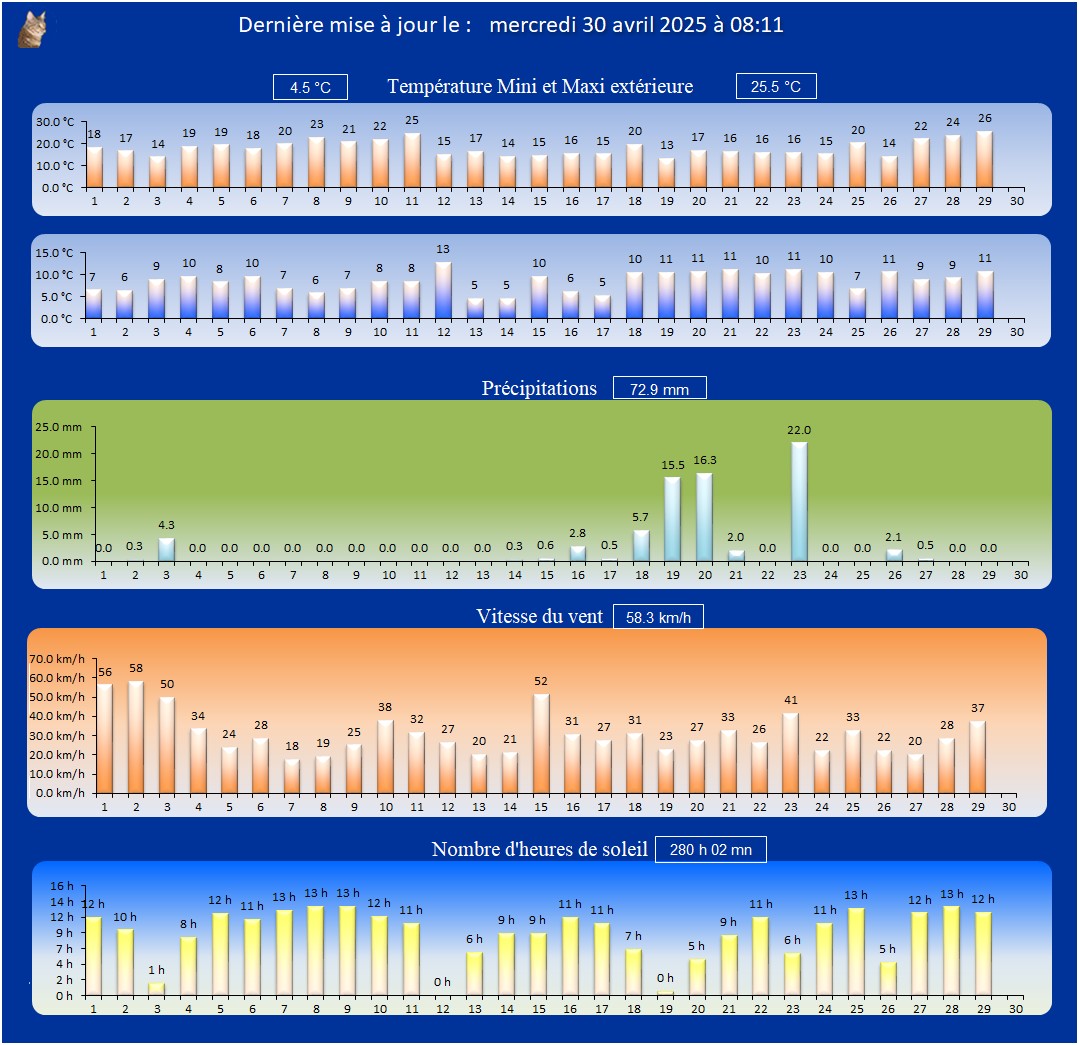 Dernière mise à jour le : mercredi 30 avril 2025 à 08:11
4.5 °C Température Mini et Maxi extérieure 25.5 °C
30.0 °C
20.0 °C
10.0 °C
0.0 °C
18 17 14 19 19 18 20 23 21 22 25 15 17 14 15 16 15 20 13 17 16 16 16 15 20 14 22 24 26
1 2 3 4 5 6 7 8 9 10 11 12 13 14 15 16 17 18 19 20 21 22 23 24 25 26 27 28 29 30
15.0 °C
10.0 °C
5.0 °C
0.0 °C
7 6 9 10 8 10 7 6 7 8 8 13 5 5 10 6 5 10 11 11 11 10 11 10 7 11 9 9 11
1 2 3 4 5 6 7 8 9 10 11 12 13 14 15 16 17 18 19 20 21 22 23 24 25 26 27 28 29 30
Précipitations 72.9 mm
25.0 mm
20.0 mm
15.0 mm
10.0 mm
5.0 mm
0.0 mm
0.0 0.3 4.3 0.0 0.0 0.0 0.0 0.0 0.0 0.0 0.0 0.0 0.0 0.3 0.6 2.8 0.5 5.7 15.5 16.3 2.0 0.0 22.0 0.0 0.0 2.1 0.5 0.0 0.0
1 2 3 4 5 6 7 8 9 10 11 12 13 14 15 16 17 18 19 20 21 22 23 24 25 26 27 28 29 30
Vitesse du vent 58.3 km/h
70.0 km/h
60.0 km/h
50.0 km/h
40.0 km/h
30.0 km/h
20.0 km/h
10.0 km/h
0.0 km/h
56 58 50 34 24 28 18 19 25 38 32 27 20 21 52 31 27 31 23 27 33 26 41 22 33 22 20 28 37
1 2 3 4 5 6 7 8 9 10 11 12 13 14 15 16 17 18 19 20 21 22 23 24 25 26 27 28 29 30
Nombre d'heures de soleil 280 h 02 mn
16 h
14 h
12 h
9 h
7 h
4 h
2 h
0 h
12 h 10 h 1 h 8 h 12 h 11 h 13 h 13 h 13 h 12 h 11 h 0 h 6 h 9 h 9 h 11 h 11 h 7 h 0 h 5 h 9 h 11 h 6 h 11 h 13 h 5 h 12 h 13 h 12 h
1 2 3 4 5 6 7 8 9 10 11 12 13 14 15 16 17 18 19 20 21 22 23 24 25 26 27 28 29 30